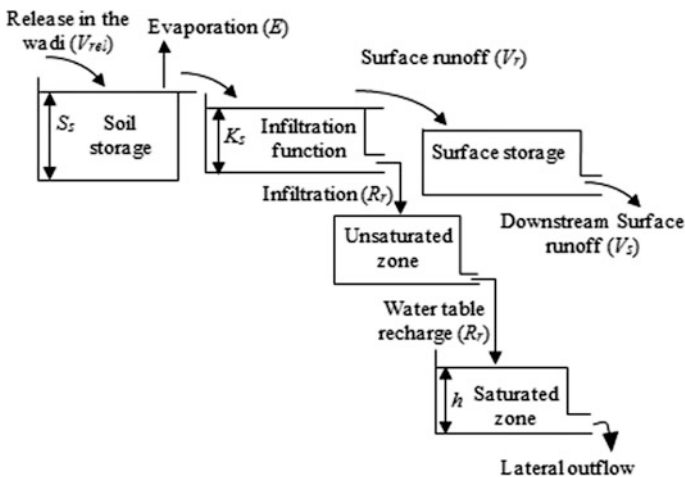 Release in the
wadi (Vrel)
Evaporation (E)
Surface runoff (Vr)
Ss
Soil
storage
Ks
Infiltration
function
Surface storage
Infiltration (Rr)
Downstream Surface
runoff (Vs)
Unsaturated
zone
Water table
recharge (Rr)
h
Saturated
zone
Lateral outflow